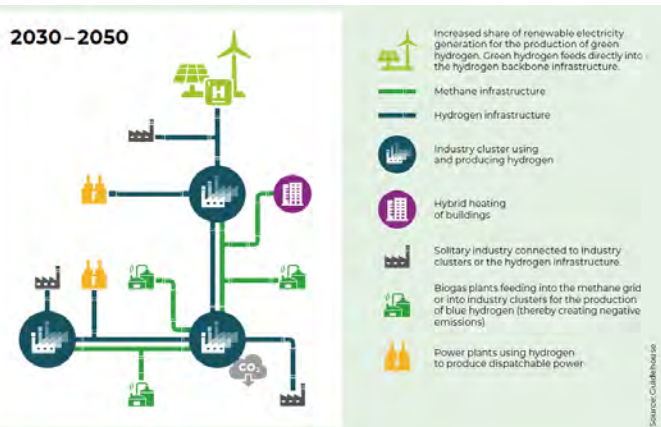 2030–2050
H
CO₂
Increased share of renewable electricity
generation for the production of green
hydrogen. Green hydrogen feeds directly into
the hydrogen backbone infrastructure.
Methane infrastructure
Hydrogen infrastructure
Industry cluster using
and producing hydrogen
Hybrid heating
of buildings
Solitary industry connected to industry
clusters or the hydrogen infrastructure.
Biogas plants feeding into the methane grid
or into industry clusters for the production
of blue hydrogen (thereby creating negative
emissions)
Power plants using hydrogen
to produce dispatchable power
Source: Guidehouse